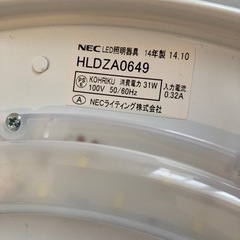 NEC LED照明器具 14年製 14.10
HLDZA0649
PSE KOHRIKU 消費電力 31W 入力電流
100V 50/60Hz 0.32A
Ⓐ NECライティング株式会社